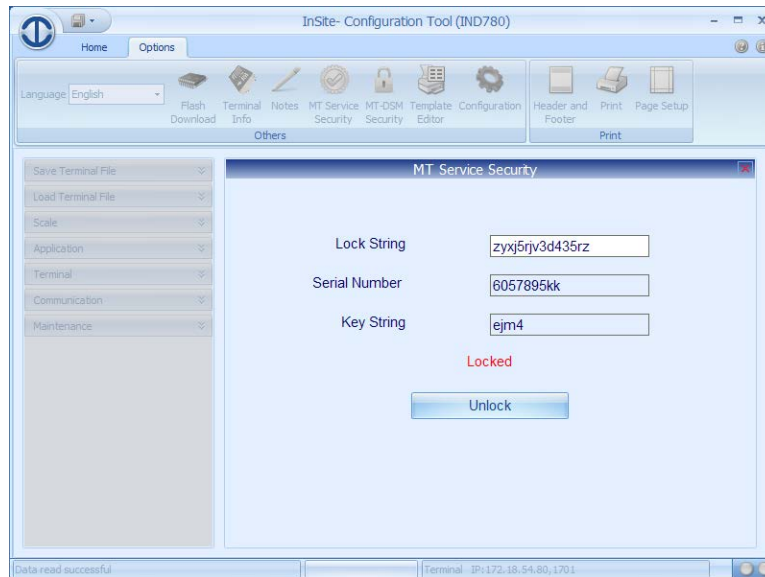 InSite- Configuration Tool (IND780)
Home Options
Language English
Flash Download
Terminal Info
Notes
MT Service Security
MT-DSM Security
Template Editor
Configuration
Header and Footer
Print
Page Setup
Others
Print
Save Terminal File
Load Terminal File
Scale
Application
Terminal
Communication
Maintenance
MT Service Security
Lock String zyxj5rjv3d435rz
Serial Number 6057895kk
Key String ejm4
Locked
Unlock
Data read successful
Terminal IP:172.18.54.80,1701